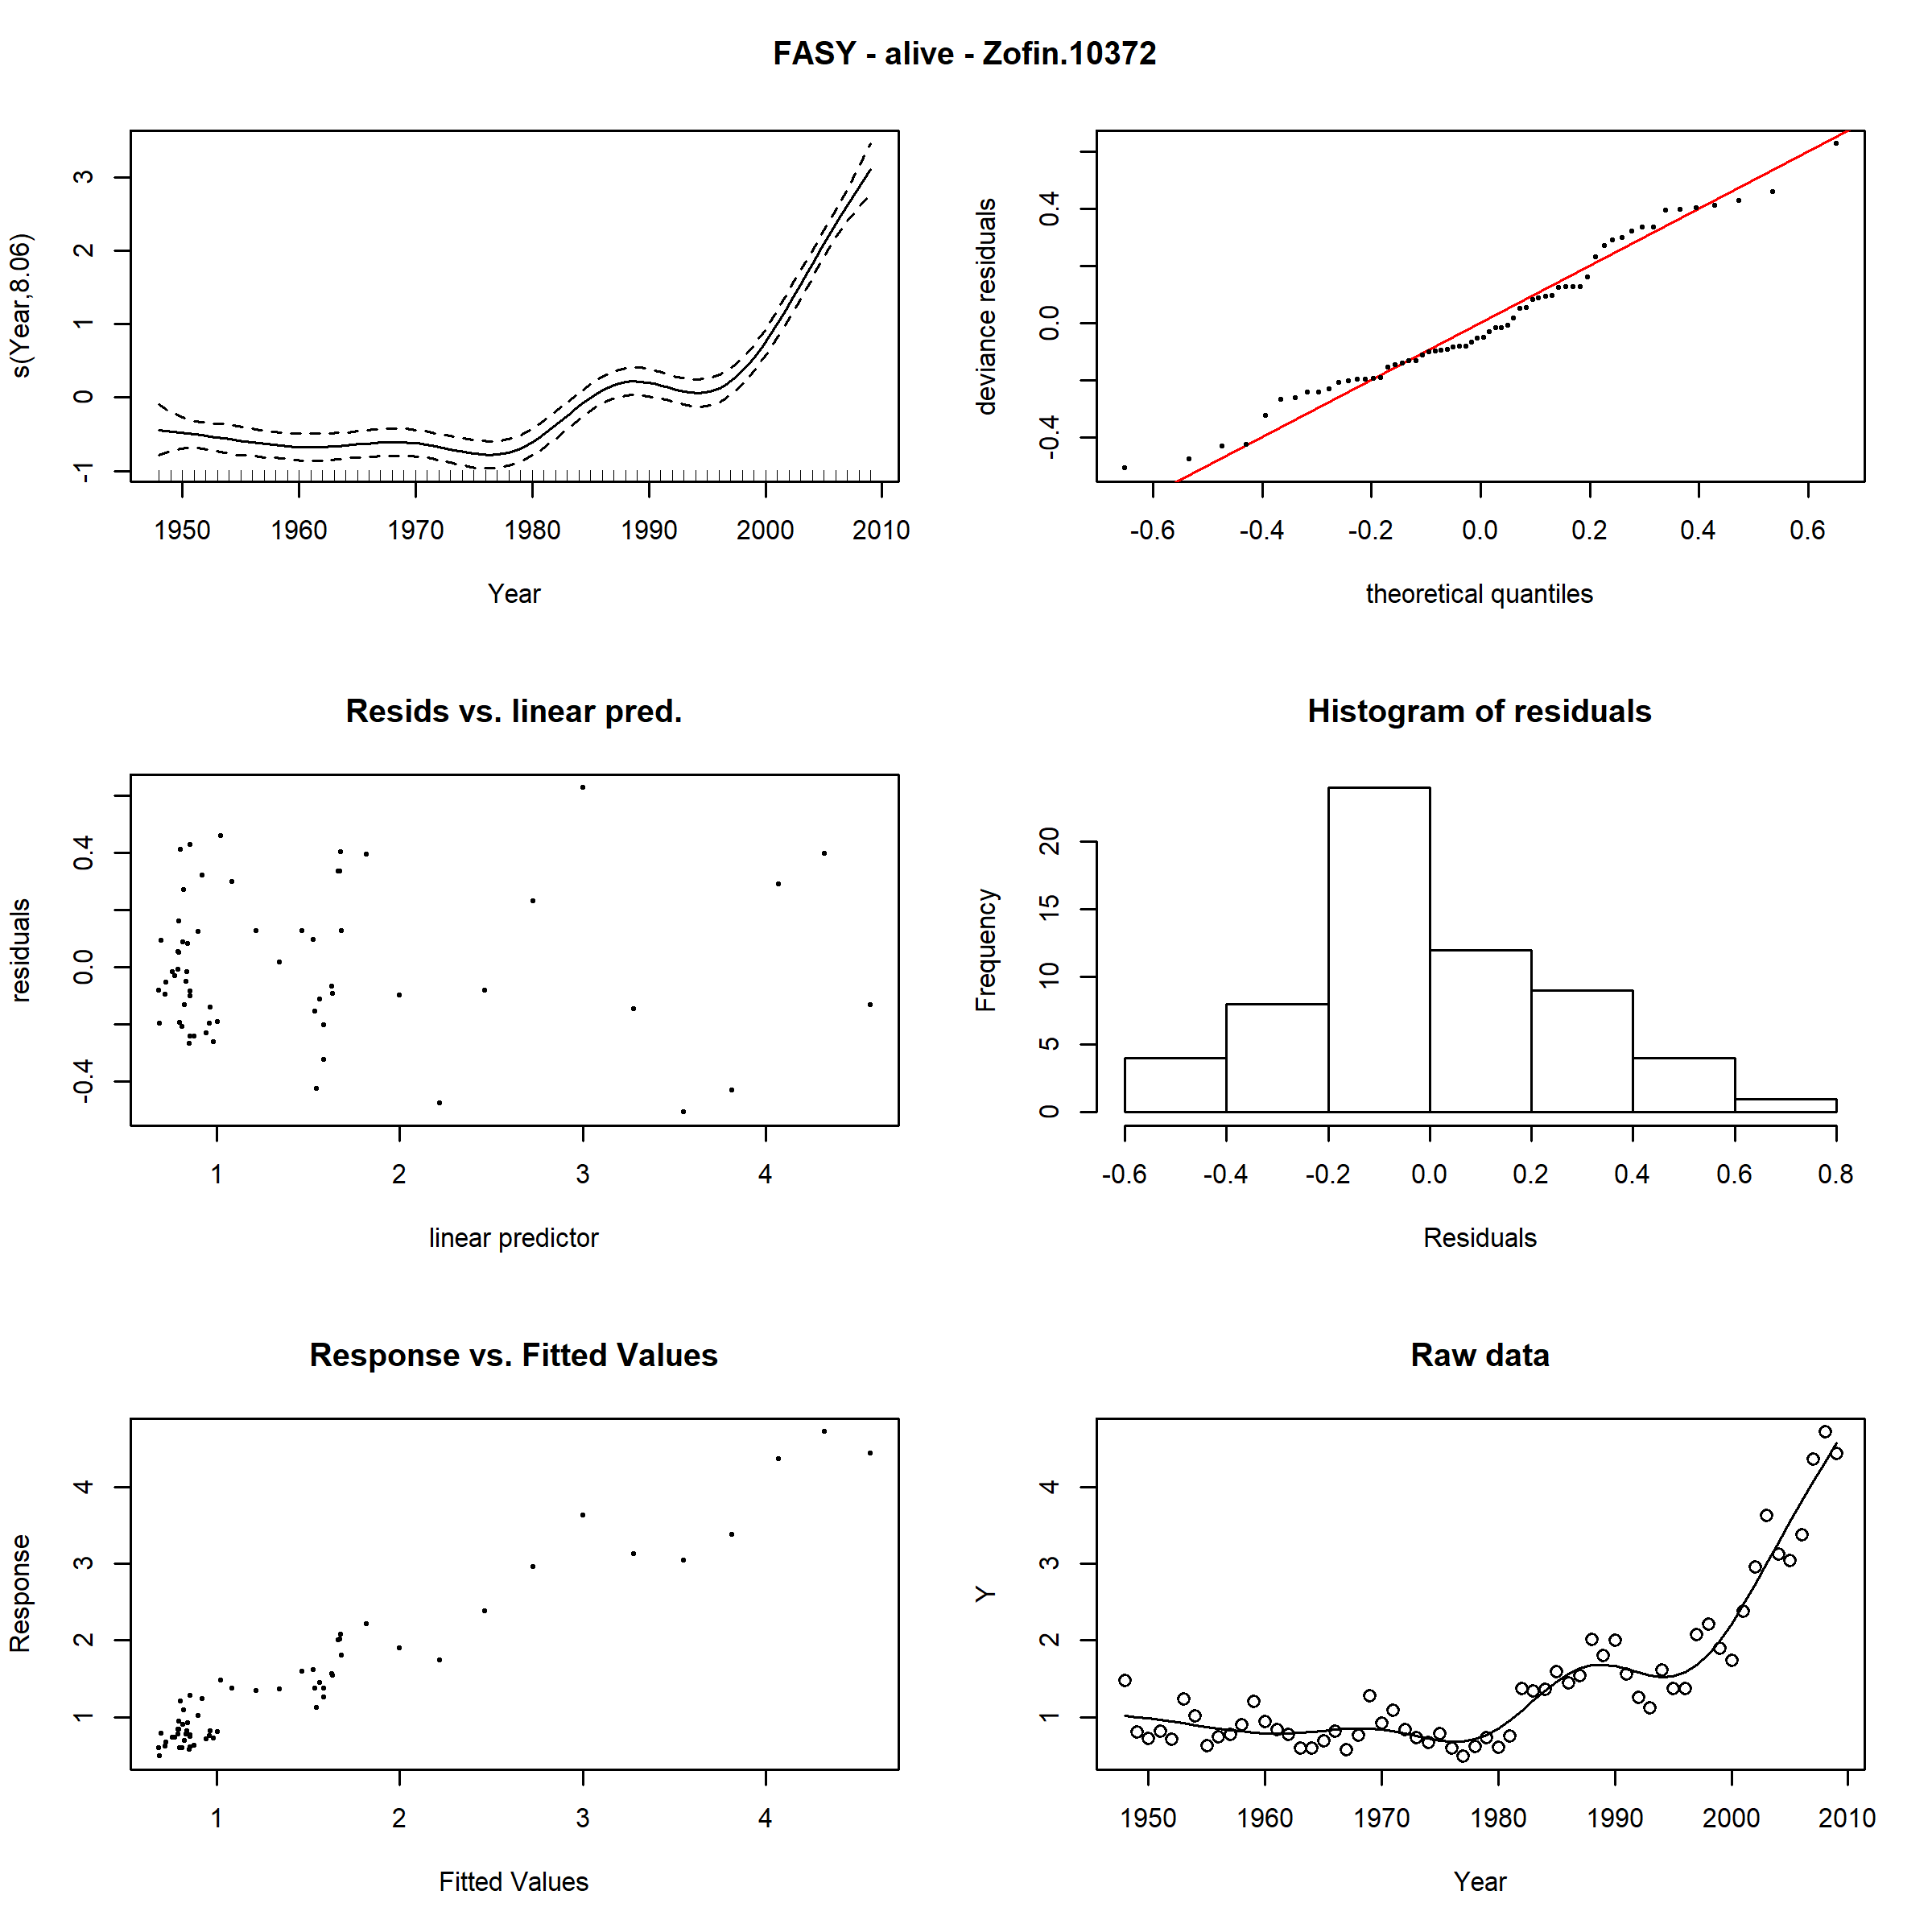 FASY - alive - Zofin.10372
s(Year,8.06)
3
2
1
0
-1
1950 1960 1970 1980 1990 2000 2010
Year
deviance residuals
0.4
0.0
-0.4
-0.6 -0.4 -0.2 0.0 0.2 0.4 0.6
theoretical quantiles
Resids vs. linear pred.
residuals
0.4
0.0
-0.4
1 2 3 4
linear predictor
Histogram of residuals
Frequency
20
15
10
5
0
-0.6 -0.4 -0.2 0.0 0.2 0.4 0.6 0.8
Residuals
Response vs. Fitted Values
Response
4
3
2
1
1 2 3 4
Fitted Values
Raw data
Y
4
3
2
1
1950 1960 1970 1980 1990 2000 2010
Year